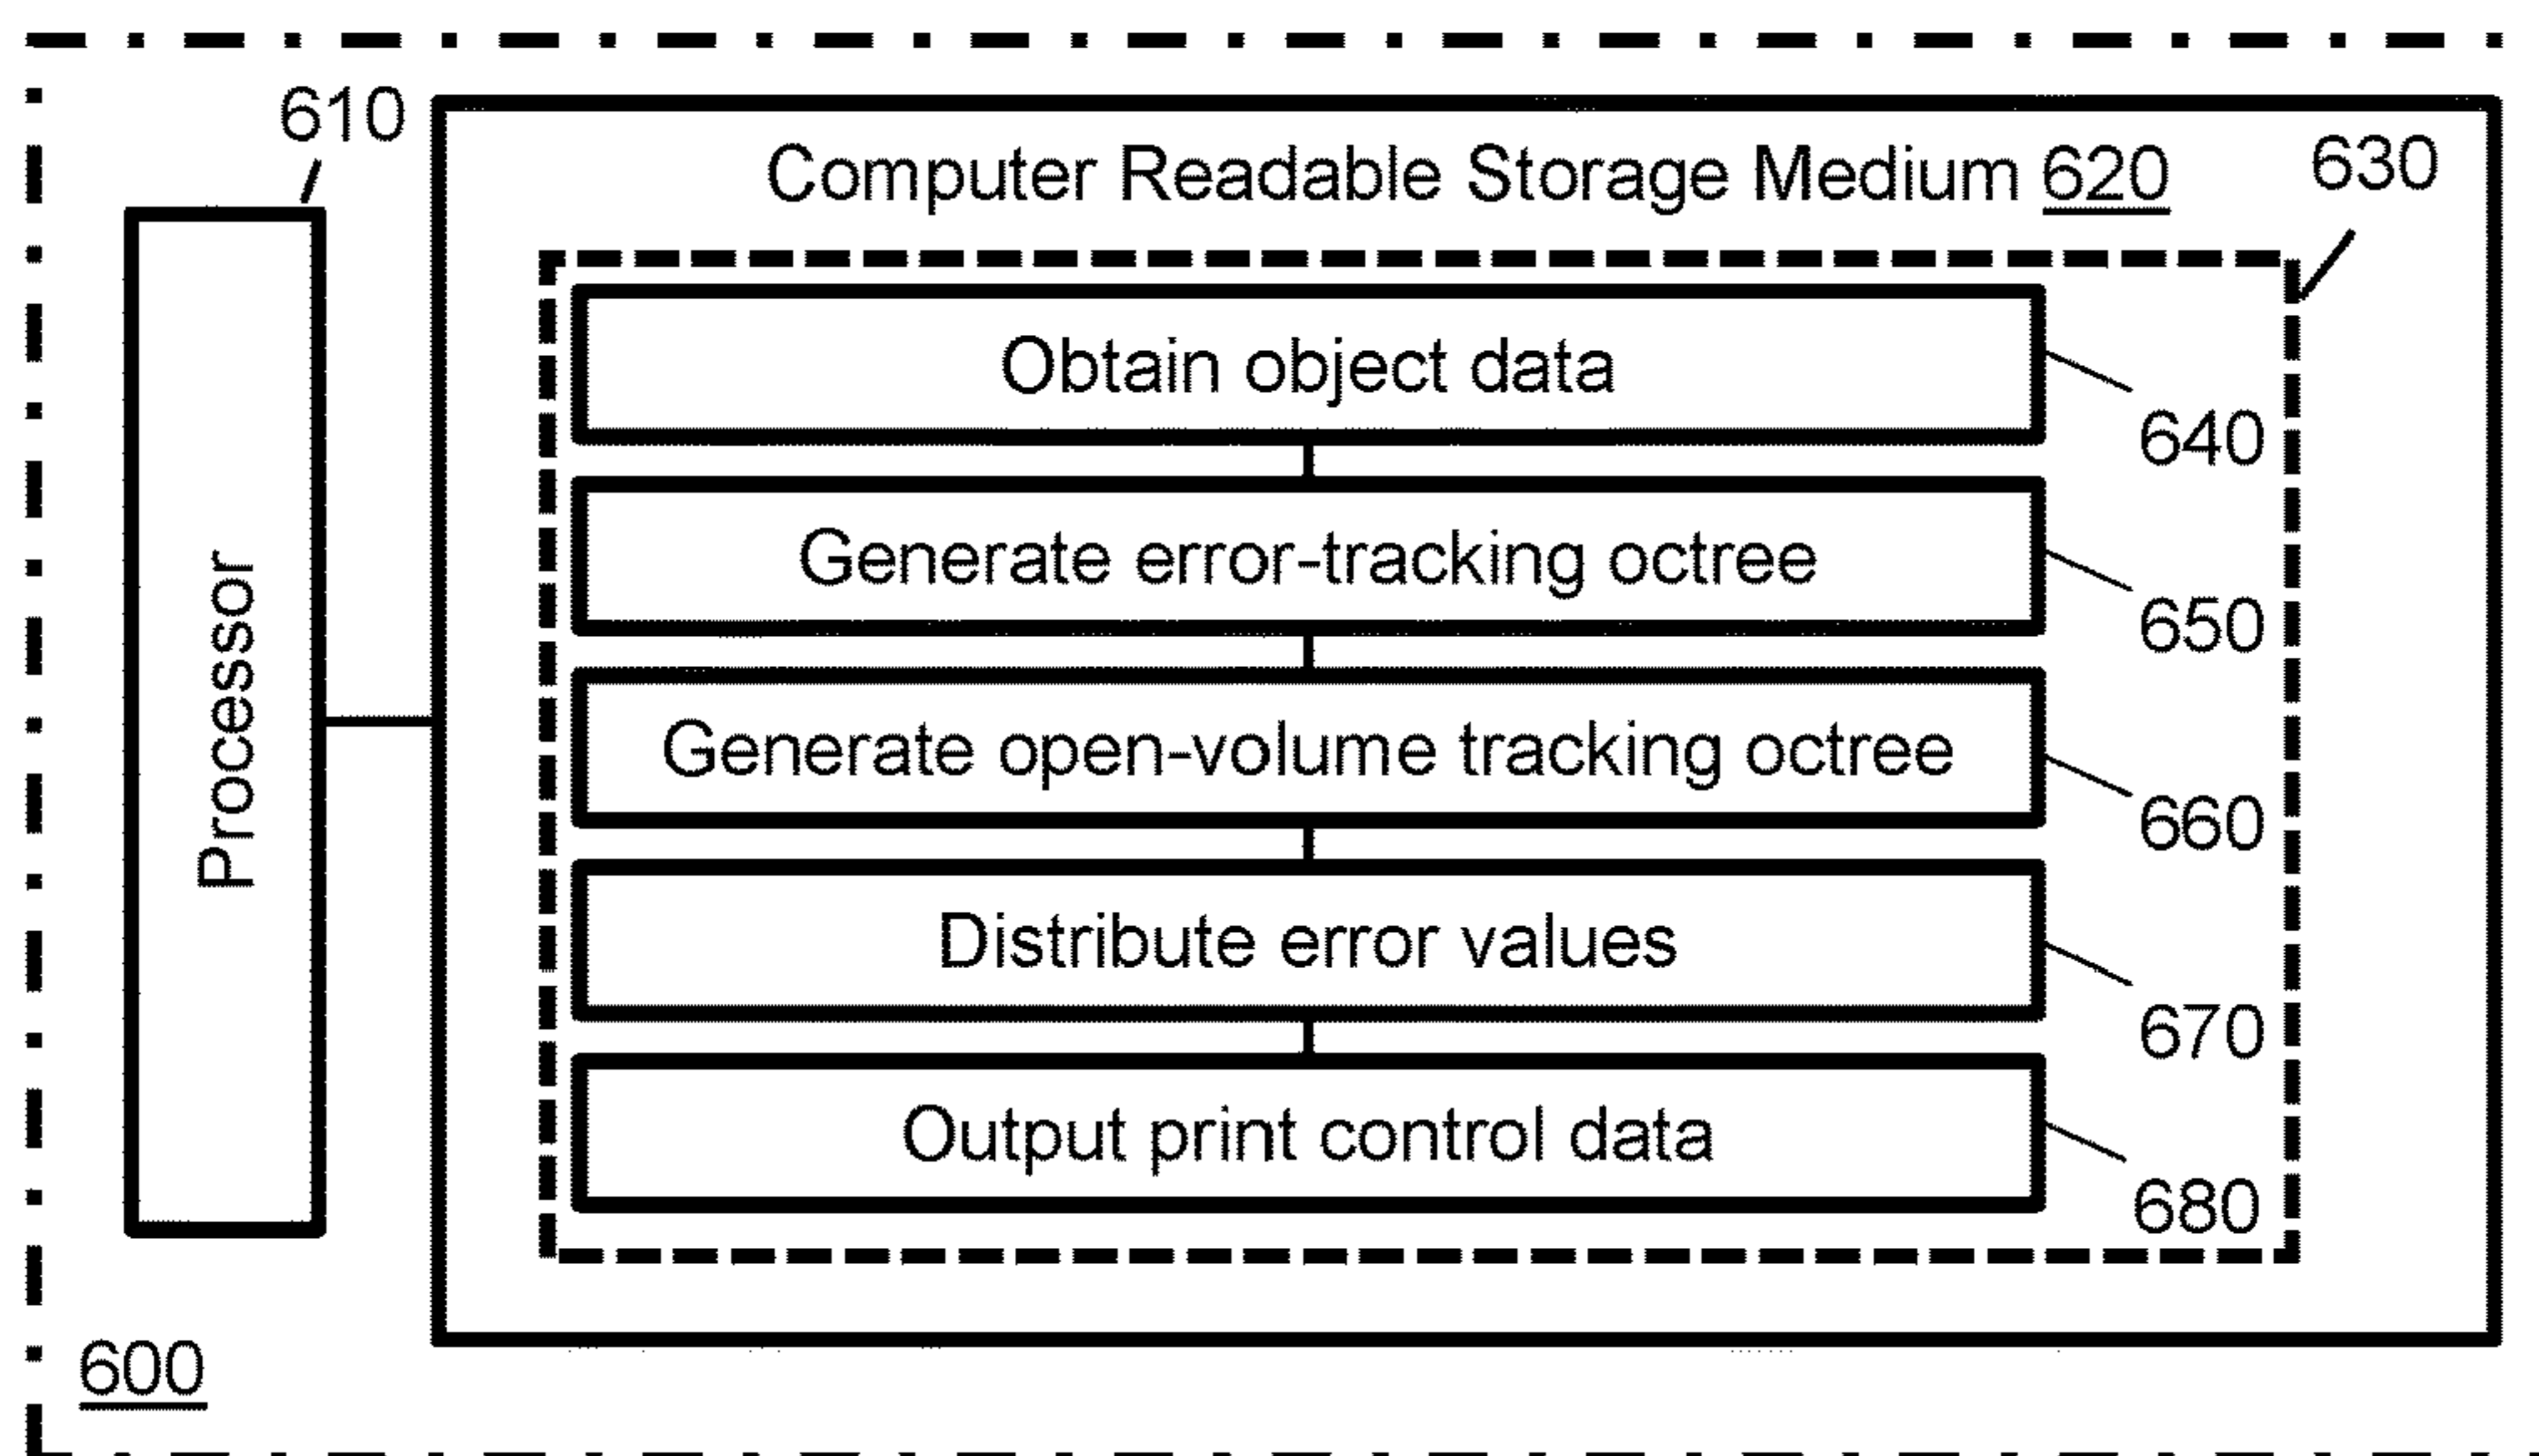 610
Computer Readable Storage Medium 620
630
Processor
Obtain object data
640
Generate error-tracking octree
650
Generate open-volume tracking octree
660
Distribute error values
670
Output print control data
680
600